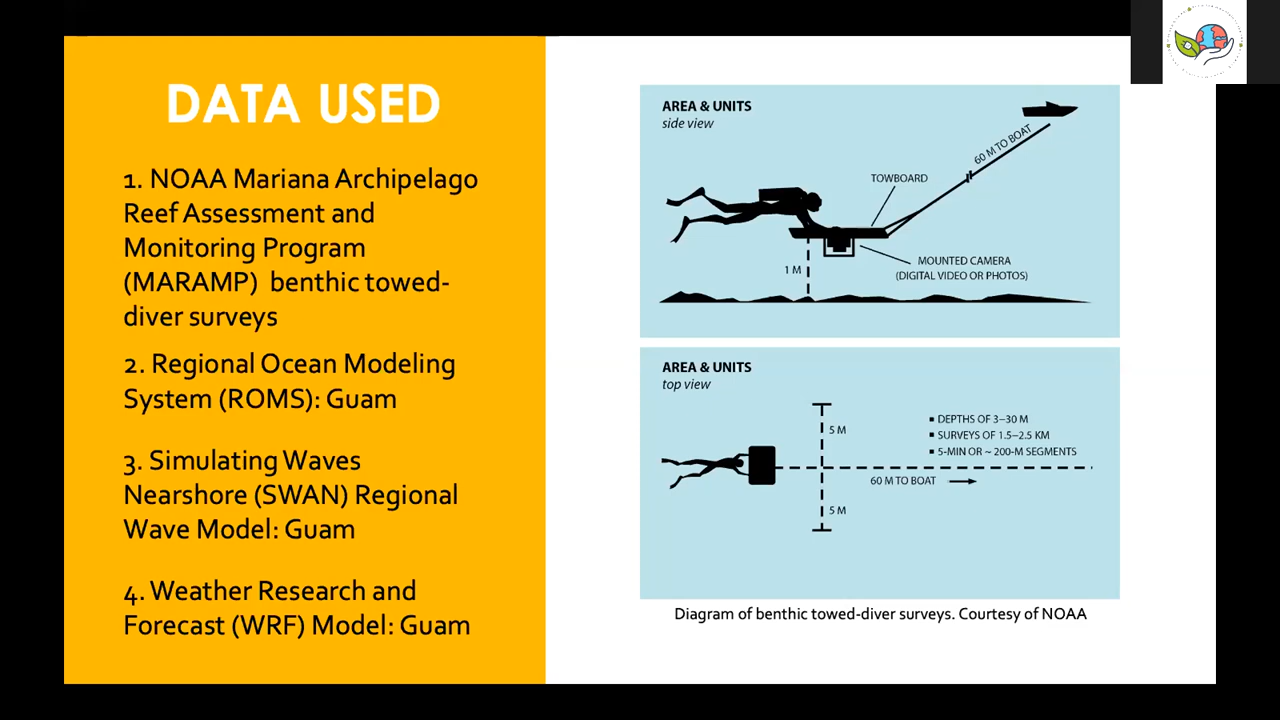 DATA USED
1. NOAA Mariana Archipelago
Reef Assessment and
Monitoring Program
(MARAMP) benthic towed-
diver surveys
2. Regional Ocean Modeling
System (ROMS): Guam
3. Simulating Waves
Nearshore (SWAN) Regional
Wave Model: Guam
4. Weather Research and
Forecast (WRF) Model: Guam
AREA & UNITS
side view
60 M TO BOAT
TOWBOARD
MOUNTED CAMERA
(DIGITAL VIDEO OR PHOTOS)
1 M
AREA & UNITS
top view
5 M
▪ DEPTHS OF 3–30 M
▪ SURVEYS OF 1.5–2.5 KM
▪ 5-MIN OR ~ 200-M SEGMENTS
60 M TO BOAT
5 M
Diagram of benthic towed-diver surveys. Courtesy of NOAA